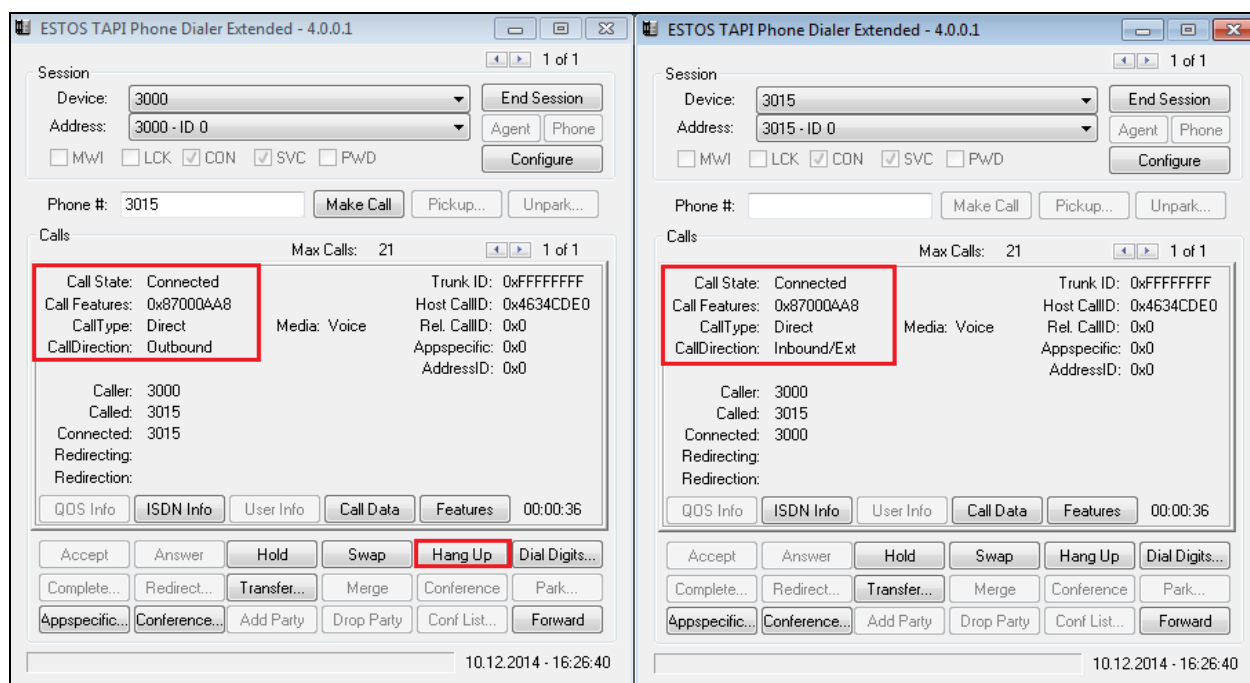 ESTOS TAPI Phone Dialer Extended - 4.0.0.1
1 of 1
Session
Device: 3000 End Session
Address: 3000 - ID 0 Agent Phone
MWI LCK CON SVC PWD Configure
Phone #: 3015 Make Call Pickup... Unpark...
Calls
Max Calls: 21 1 of 1
Call State: Connected Trunk ID: 0xFFFFFFFF
Call Features: 0x87000AA8 Host CallID: 0x4634CDE0
CallType: Direct Media: Voice Rel. CallID: 0x0
CallDirection: Outbound Appspecific: 0x0
AddressID: 0x0
Caller: 3000
Called: 3015
Connected: 3015
Redirecting:
Redirection:
QOS Info ISDN Info User Info Call Data Features 00:00:36
Accept Answer Hold Swap Hang Up Dial Digits...
Complete... Redirect... Transfer... Merge Conference Park...
Appspecific... Conference... Add Party Drop Party Conf List... Forward
10.12.2014 - 16:26:40
ESTOS TAPI Phone Dialer Extended - 4.0.0.1
1 of 1
Session
Device: 3015 End Session
Address: 3015 - ID 0 Agent Phone
MWI LCK CON SVC PWD Configure
Phone #: Make Call Pickup... Unpark...
Calls
Max Calls: 21 1 of 1
Call State: Connected Trunk ID: 0xFFFFFFFF
Call Features: 0x87000AA8 Host CallID: 0x4634CDE0
CallType: Direct Media: Voice Rel. CallID: 0x0
CallDirection: Inbound/Ext Appspecific: 0x0
AddressID: 0x0
Caller: 3000
Called: 3015
Connected: 3000
Redirecting:
Redirection:
QOS Info ISDN Info User Info Call Data Features 00:00:36
Accept Answer Hold Swap Hang Up Dial Digits...
Complete... Redirect... Transfer... Merge Conference Park...
Appspecific... Conference... Add Party Drop Party Conf List... Forward
10.12.2014 - 16:26:40